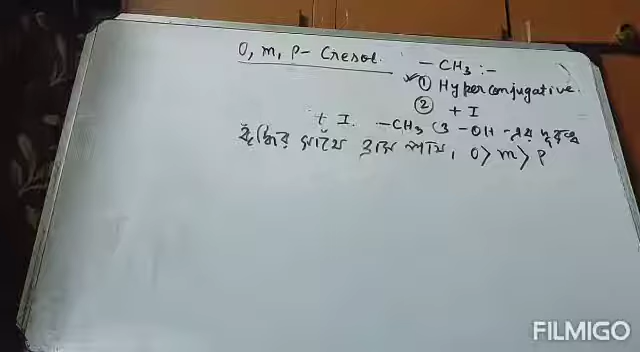 O, m, p- Cresol. -CH3 :-
① Hyperconjugative.
② + I
+ I. -CH3 ও -OH -এর দূরত্ব
বৃদ্ধির সাথে হ্রাস পায়, O > m > p
FILMIGO